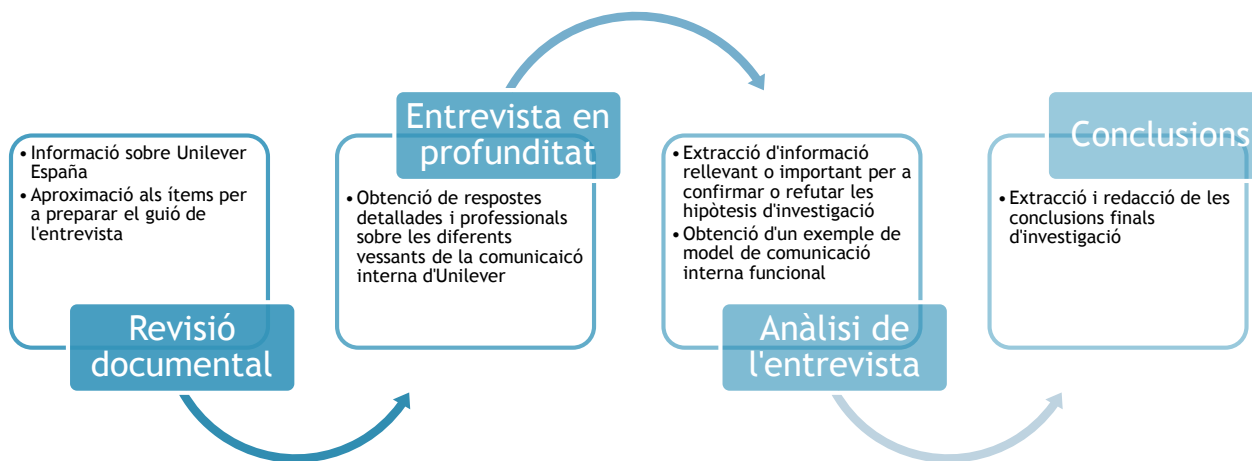 • Informació sobre Unilever
España
• Aproximació als ítems per
a preparar el guió de
l'entrevista
Revisió
documental
Entrevista en
profunditat
• Obtenció de respostes
detallades i professionals
sobre les diferents
vessants de la comunicaicó
interna d'Unilever
• Extracció d'informació
rellevant o important per a
confirmar o refutar les
hipòtesis d'investigació
• Obtenció d'un exemple de
model de comunicació
interna funcional
Anàlisi de
l'entrevista
Conclusions
• Extracció i redacció de les
conclusions finals
d'investigació